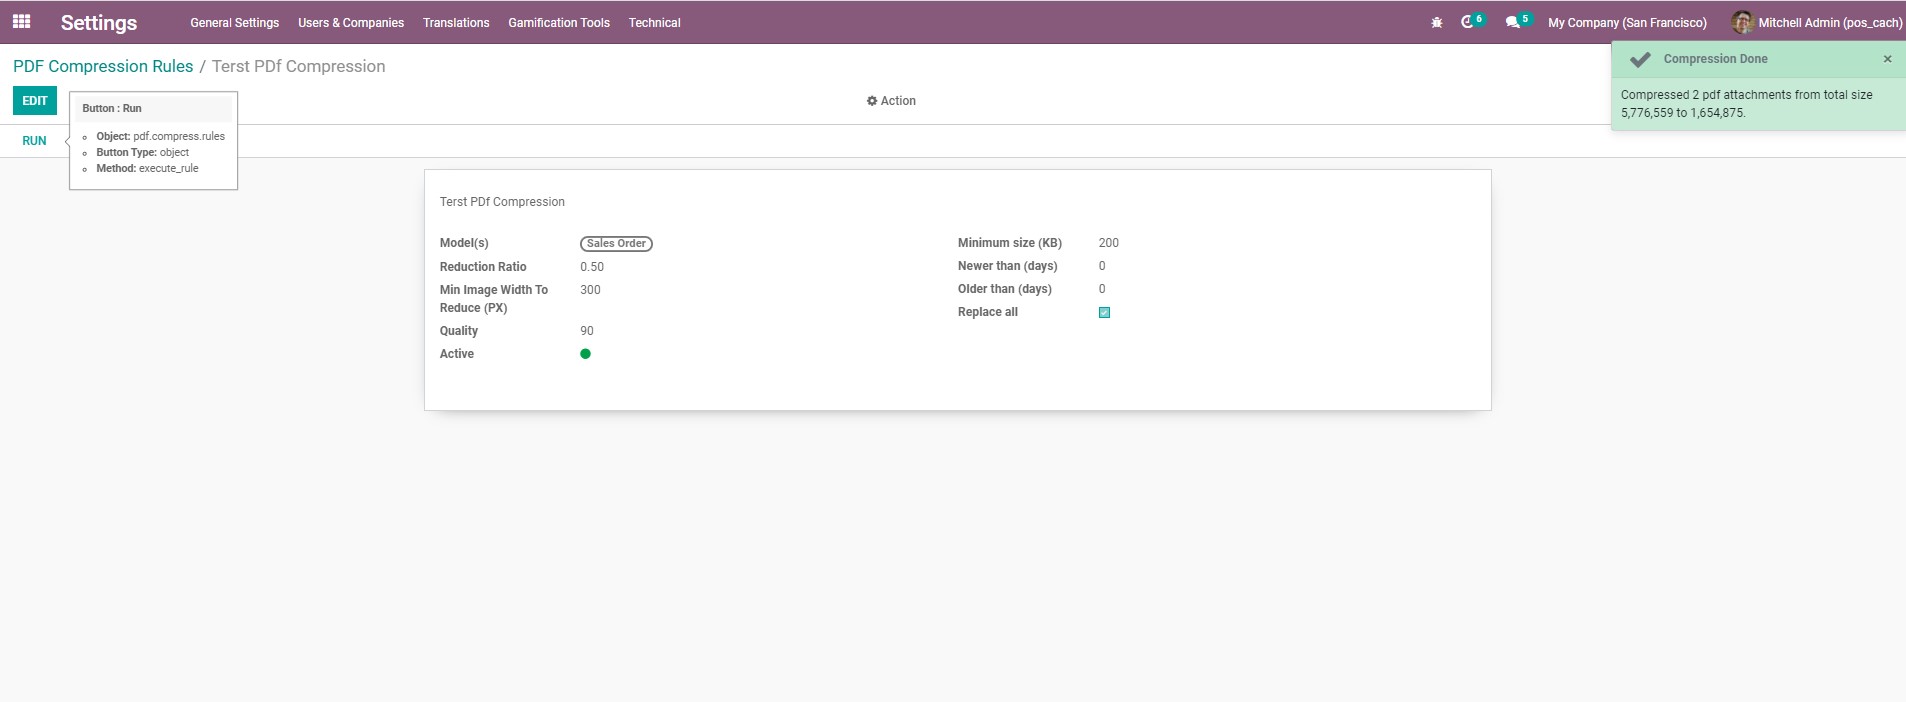 Settings General Settings Users & Companies Translations Gamification Tools Technical 6 5 My Company (San Francisco) Mitchell Admin (pos_cach)
PDF Compression Rules / Terst PDf Compression
Compression Done ×
Compressed 2 pdf attachments from total size
5,776,559 to 1,654,875.
EDIT
Action
RUN
Button : Run
Object: pdf.compress.rules
Button Type: object
Method: execute_rule
Terst PDf Compression
Model(s) Sales Order
Reduction Ratio 0.50
Min Image Width To
Reduce (PX) 300
Quality 90
Active
Minimum size (KB) 200
Newer than (days) 0
Older than (days) 0
Replace all